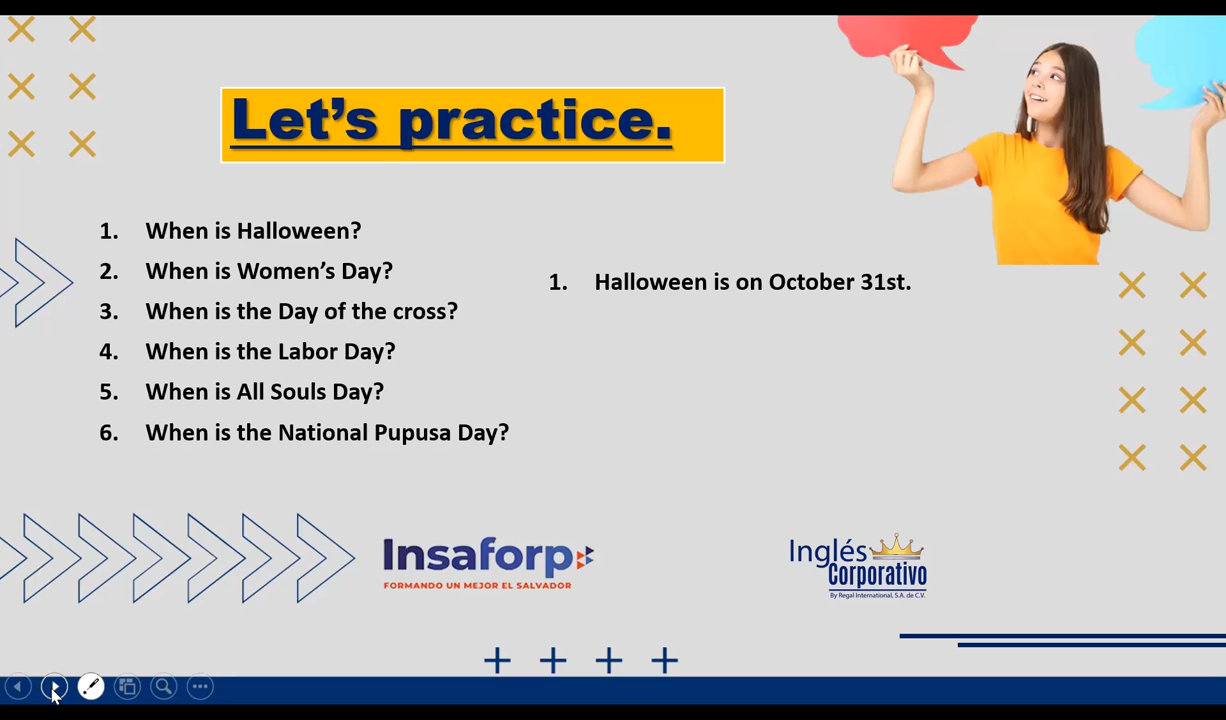 Let's practice.
1. When is Halloween?
2. When is Women's Day?
3. When is the Day of the cross?
4. When is the Labor Day?
5. When is All Souls Day?
6. When is the National Pupusa Day?
1. Halloween is on October 31st.
Insaforp
FORMANDO UN MEJOR EL SALVADOR
Inglés
Corporativo
By Regal International, S.A. de C.V.